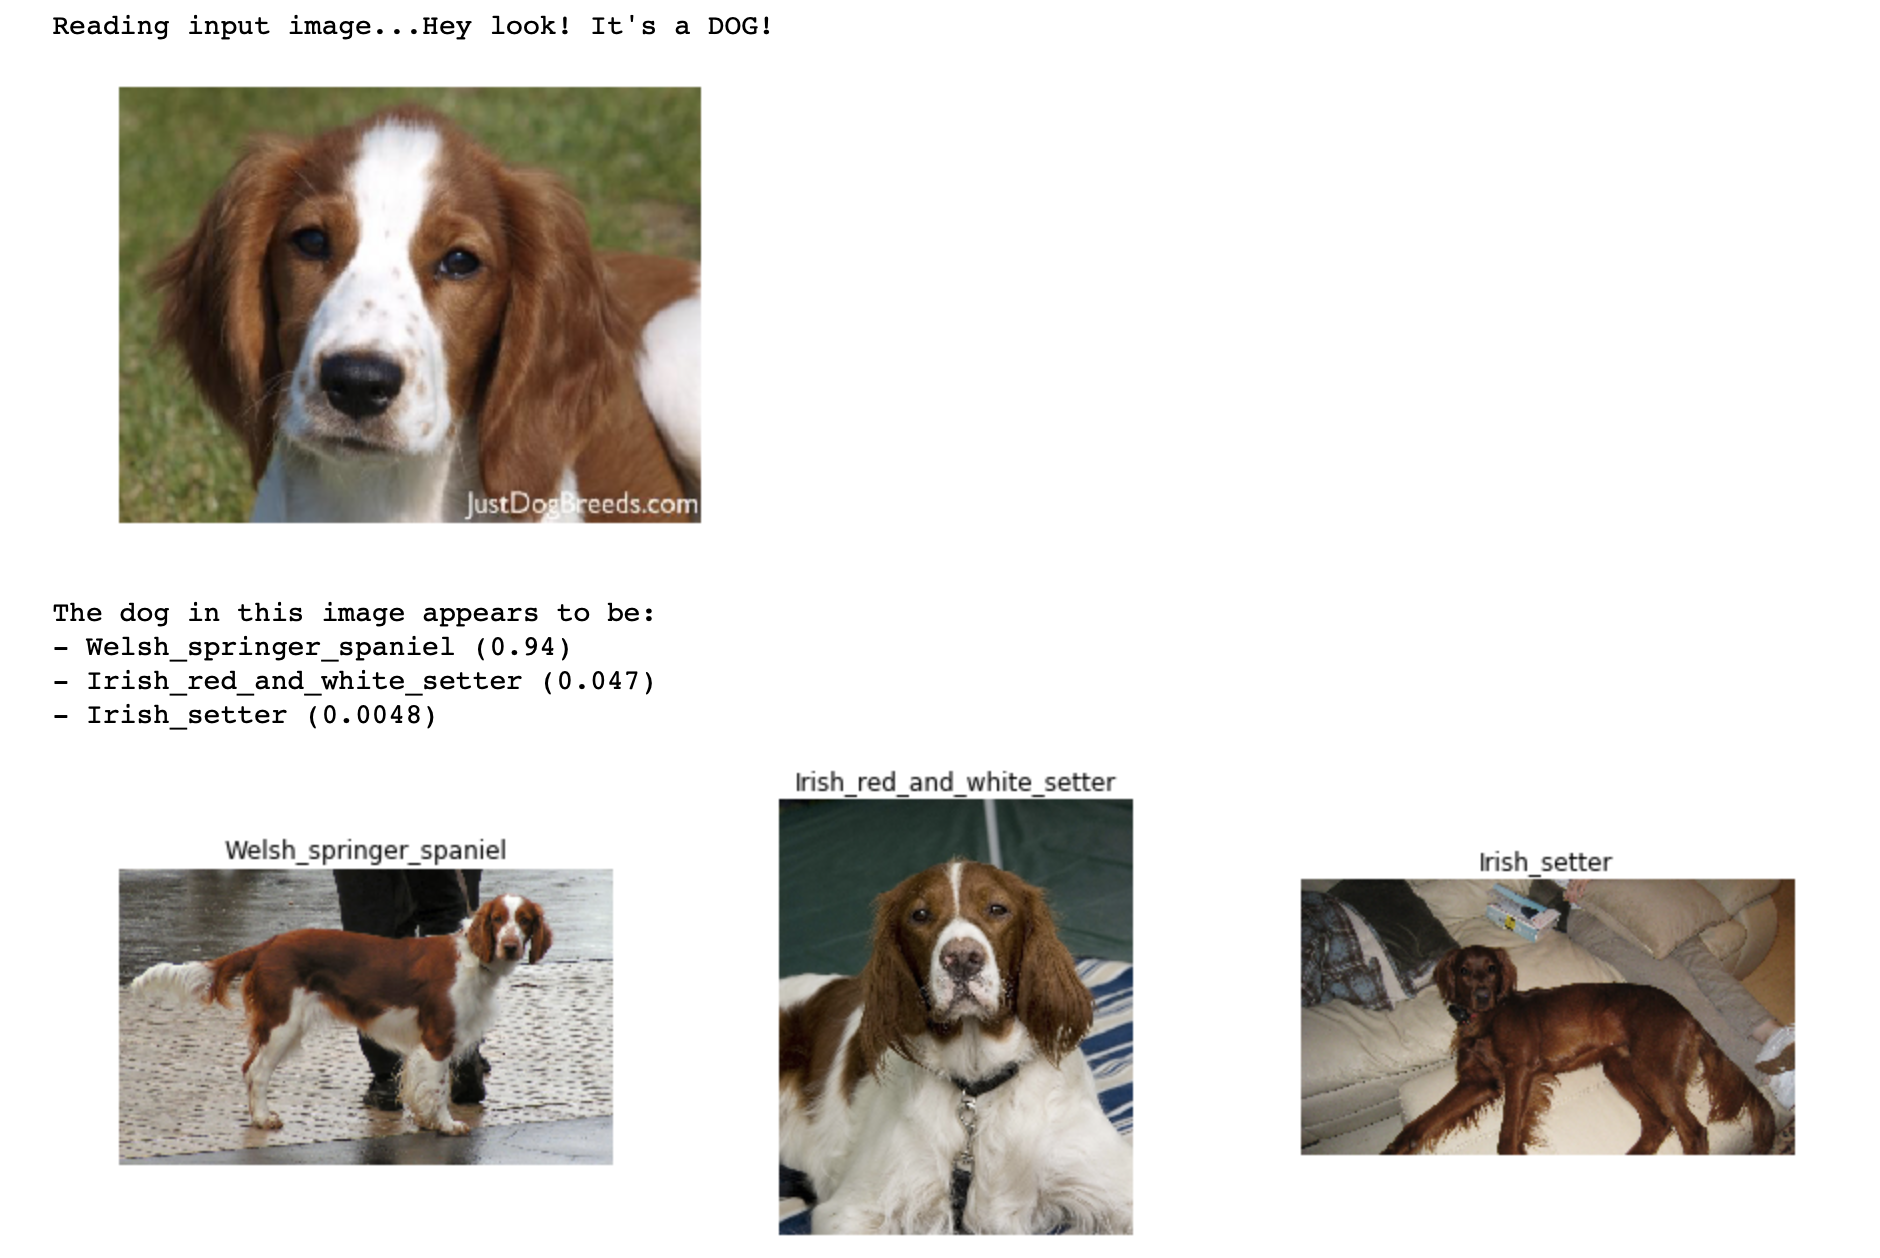 Reading input image...Hey look! It's a DOG!
JustDogBreeds.com
The dog in this image appears to be:
- Welsh_springer_spaniel (0.94)
- Irish_red_and_white_setter (0.047)
- Irish_setter (0.0048)
Welsh_springer_spaniel
Irish_red_and_white_setter
Irish_setter